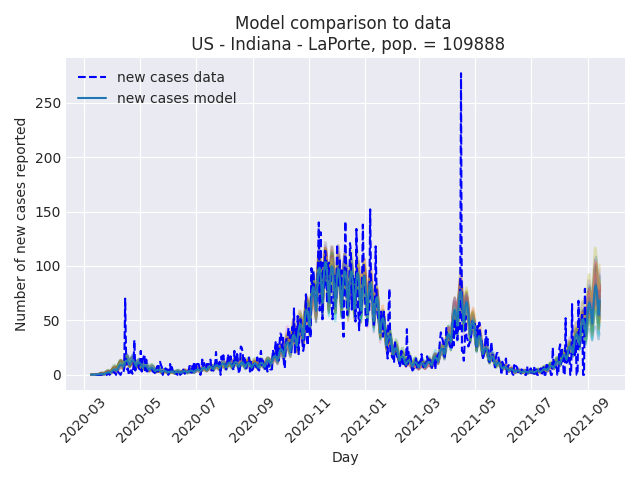 Model comparison to data
US - Indiana - LaPorte, pop. = 109888
new cases data
new cases model
Number of new cases reported
250
200
150
100
50
0
2020-03
2020-05
2020-07
2020-09
2020-11
2021-01
2021-03
2021-05
2021-07
2021-09
Day